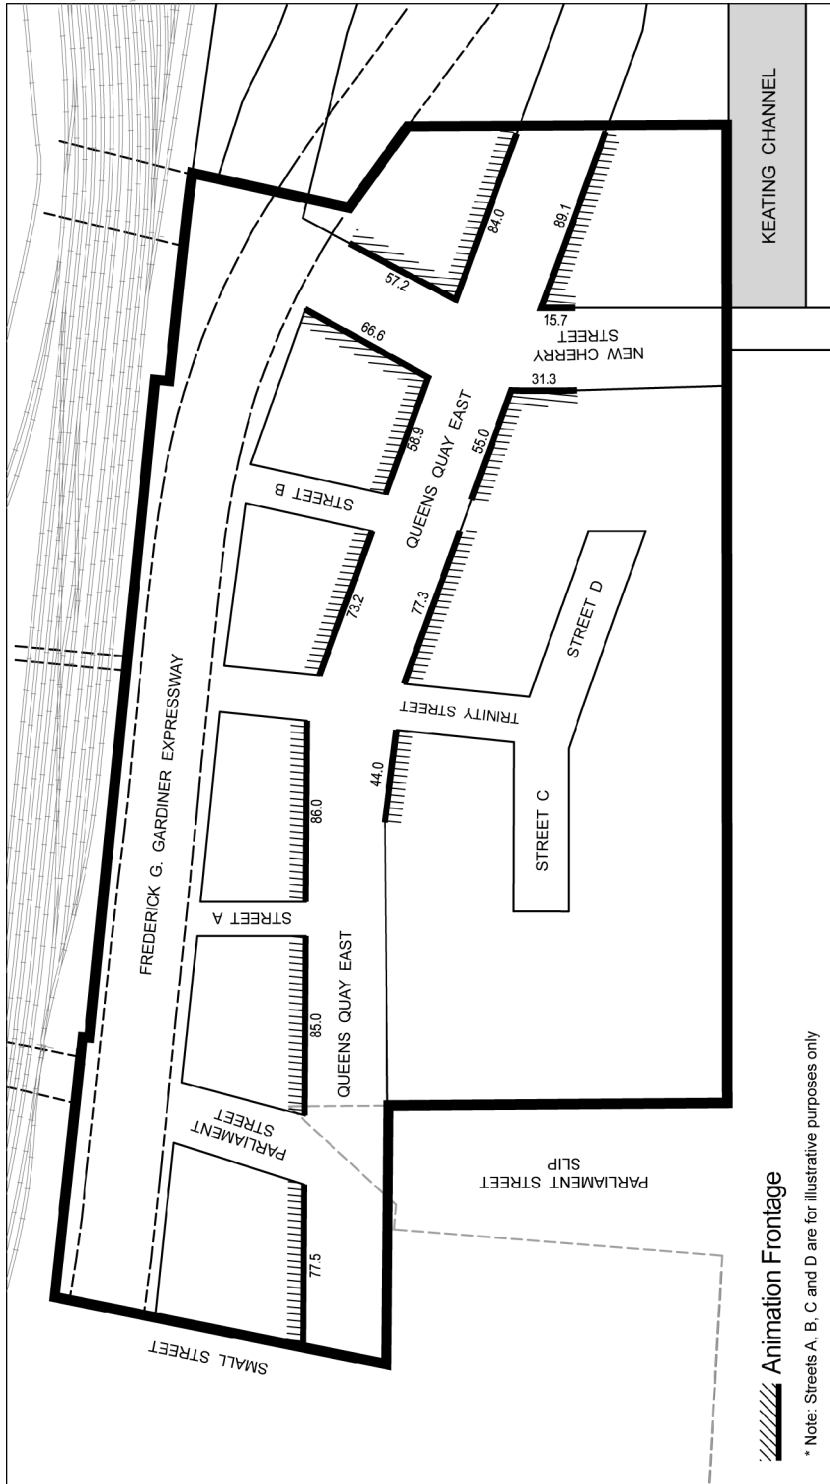 FREDERICK G. GARDINER EXPRESSWAY
SMALL STREET
PARLIAMENT
STREET
STREET A
STREET B
77.5
85.0
86.0
73.2
58.9
66.6
57.2
84.0
89.1
QUEENS QUAY EAST
QUEENS QUAY EAST
44.0
77.3
55.0
31.3
15.7
NEW CHERRY
STREET
TRINITY STREET
STREET C
STREET D
PARLIAMENT STREET
SLIP
KEATING CHANNEL
Animation Frontage
* Note: Streets A, B, C and D are for illustrative purposes only